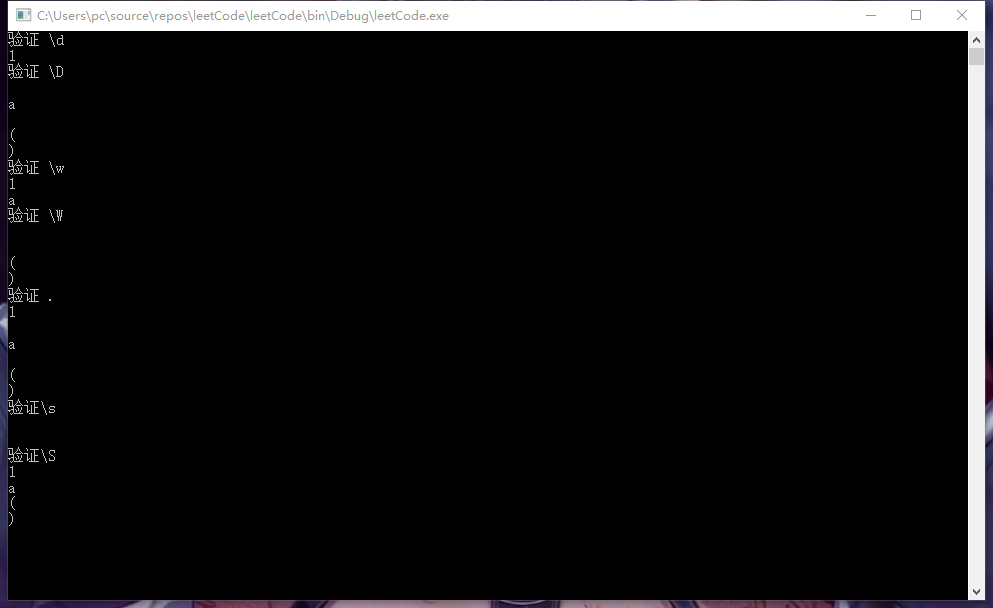 C:\Users\pc\source\repos\leetCode\leetCode\bin\Debug\leetCode.exe
验证 \d
1
验证 \D
a
(
)
验证 \w
1
a
验证 \W
(
)
验证 .
1
a
(
)
验证\s
验证\S
1
a
(
)